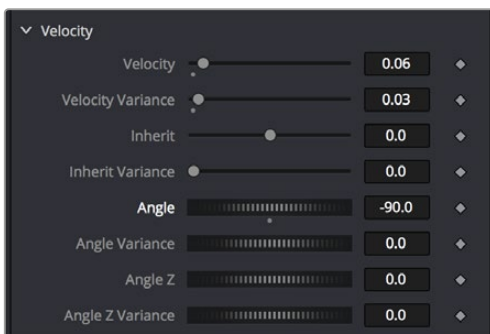 Velocity
Velocity 0.06
Velocity Variance 0.03
Inherit 0.0
Inherit Variance 0.0
Angle -90.0
Angle Variance 0.0
Angle Z 0.0
Angle Z Variance 0.0